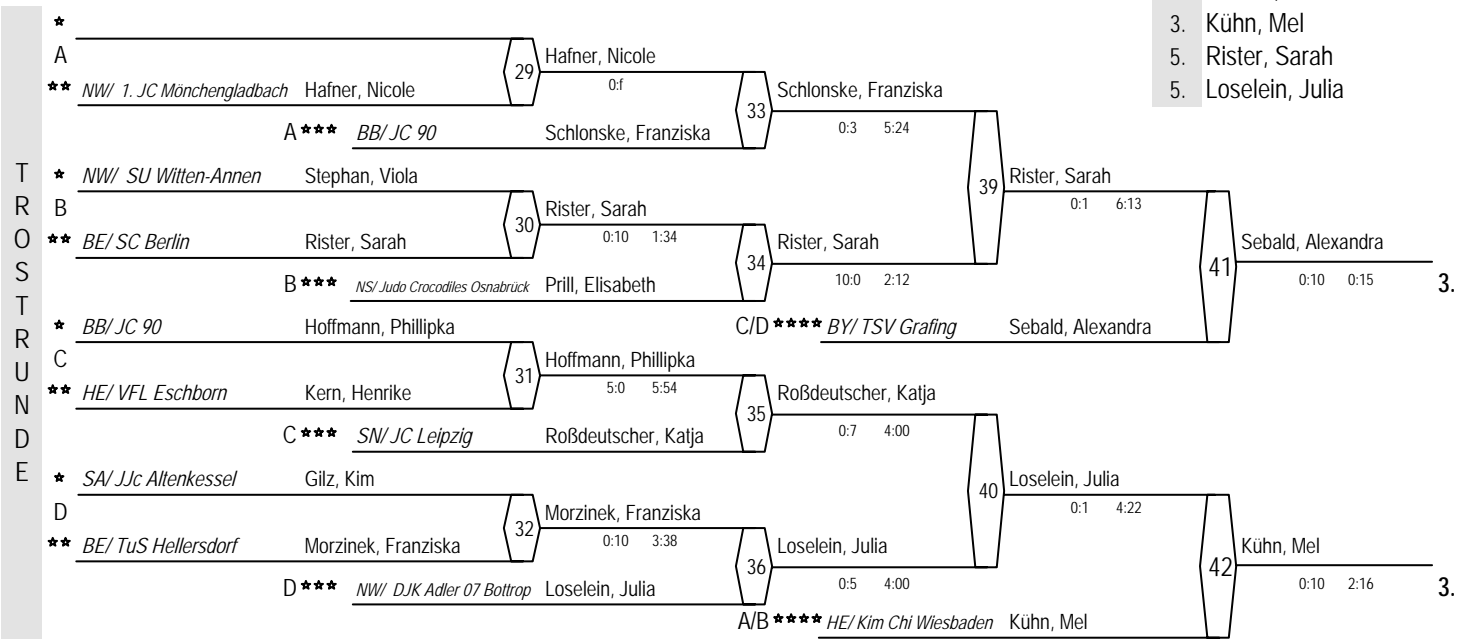 3. Kühn, Mel
5. Rister, Sarah
5. Loselein, Julia
TROSTRUNDE
*
A
Hafner, Nicole
29
0:f
** NW/ 1. JC Mönchengladbach Hafner, Nicole
Schlonske, Franziska
33
0:3 5:24
A *** BB/ JC 90 Schlonske, Franziska
* NW/ SU Witten-Annen Stephan, Viola
B
Rister, Sarah
39
0:1 6:13
Rister, Sarah
30
0:10 1:34
** BE/ SC Berlin Rister, Sarah
Rister, Sarah
34
10:0 2:12
Sebald, Alexandra
41
0:10 0:15 3.
B *** NS/ Judo Crocodiles Osnabrück Prill, Elisabeth
* BB/ JC 90 Hoffmann, Phillipka
C/D **** BY/ TSV Grafing Sebald, Alexandra
C
Hoffmann, Phillipka
31
5:0 5:54
** HE/ VFL Eschborn Kern, Henrike
Roßdeutscher, Katja
35
0:7 4:00
C *** SN/ JC Leipzig Roßdeutscher, Katja
* SA/ JJc Altenkessel Gilz, Kim
Loselein, Julia
40
0:1 4:22
D
Morzinek, Franziska
32
0:10 3:38
** BE/ TuS Hellersdorf Morzinek, Franziska
Loselein, Julia
36
0:5 4:00
Kühn, Mel
42
0:10 2:16 3.
D *** NW/ DJK Adler 07 Bottrop Loselein, Julia
A/B **** HE/ Kim Chi Wiesbaden Kühn, Mel